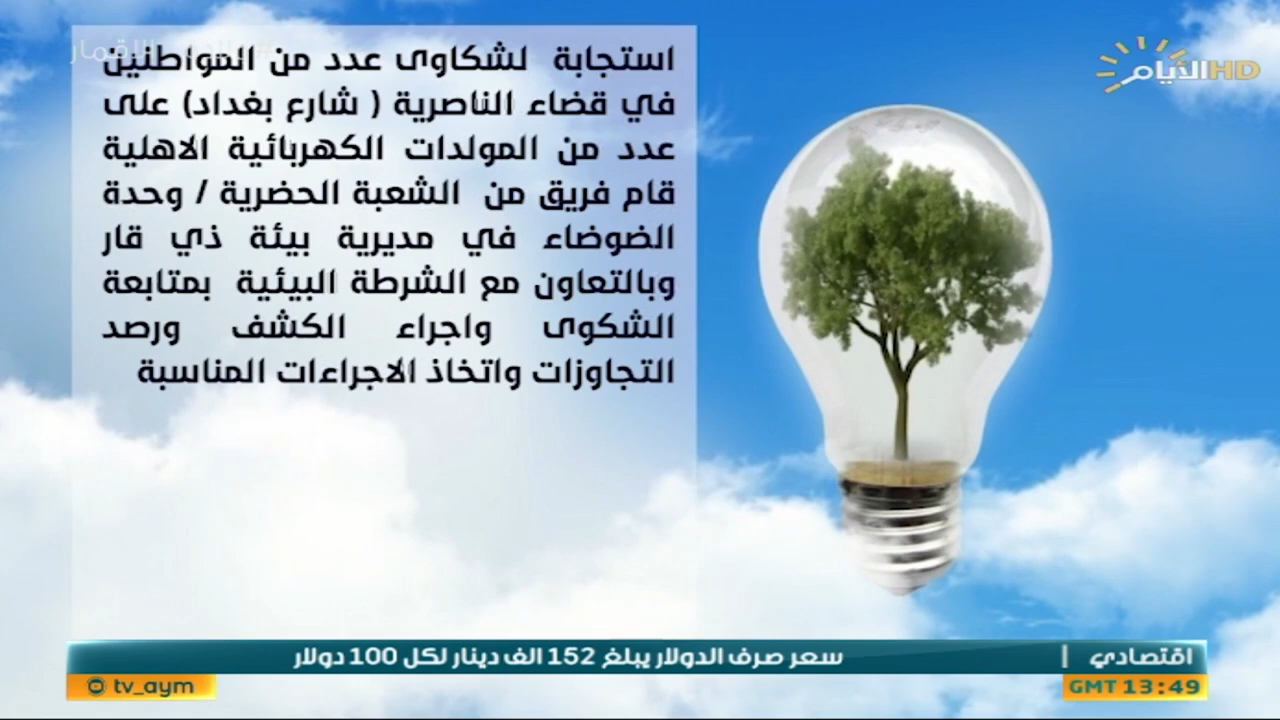 الأيام HD
استجابة لشكاوى عدد من المواطنين
في قضاء الناصرية ( شارع بغداد) على
عدد من المولدات الكهربائية الاهلية
قام فريق من الشعبة الحضرية / وحدة
الضوضاء في مديرية بيئة ذي قار
وبالتعاون مع الشرطة البيئية بمتابعة
الشكوى واجراء الكشف ورصد
التجاوزات واتخاذ الاجراءات المناسبة
اقتصادي | سعر صرف الدولار يبلغ 152 الف دينار لكل 100 دولار
GMT 13:49
tv_aym